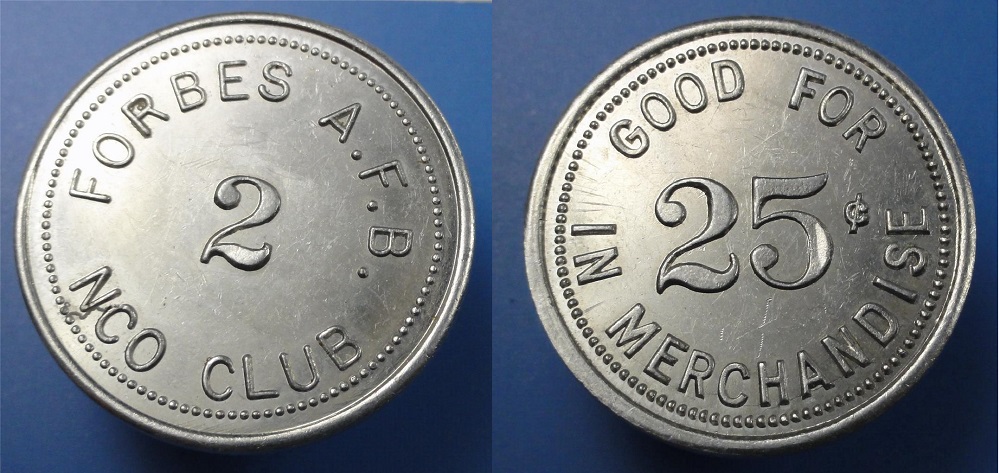 FORBES A.F.B.
2
NCO CLUB
GOOD FOR
25¢
IN MERCHANDISE